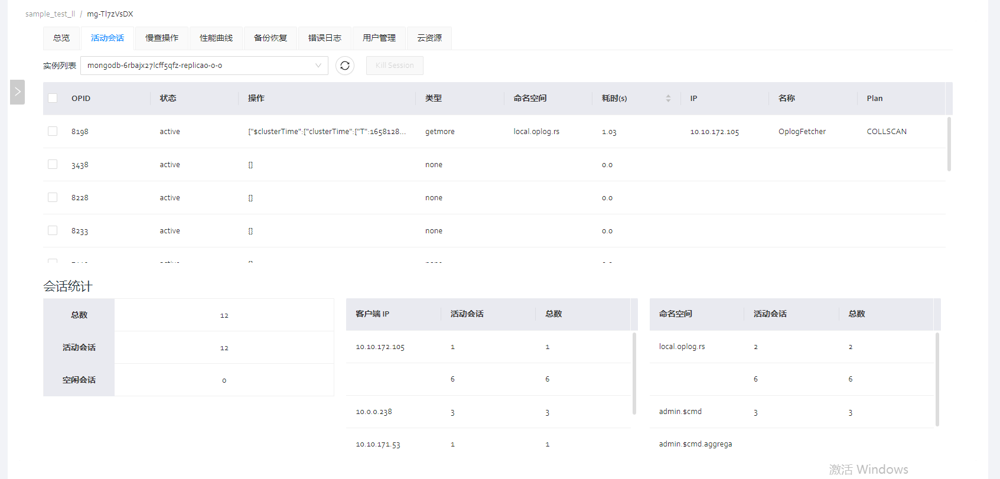 sample_test_ll / mg-Tl7zVsDX
总览 活动会话 慢查操作 性能曲线 备份恢复 错误日志 用户管理 云资源
实例列表 mongodb-6rbajx27lcff5qfz-replica0-0-0 Kill Session
OPID 状态 操作 类型 命名空间 耗时(s) IP 名称 Plan
8198 active {"$clusterTime":{"clusterTime":{"T":1658128... getmore local.oplog.rs 1.03 10.10.172.105 OplogFetcher COLLSCAN
3438 active {} none 0.0
8228 active {} none 0.0
8233 active {} none 0.0
会话统计
总数 12
活动会话 12
空闲会话 0
客户端 IP 活动会话 总数
10.10.172.105 1 1
6 6
10.0.0.238 3 3
10.10.171.53 1 1
命名空间 活动会话 总数
local.oplog.rs 2 2
6 6
admin.$cmd 3 3
admin.$cmd.aggrega
激活 Windows